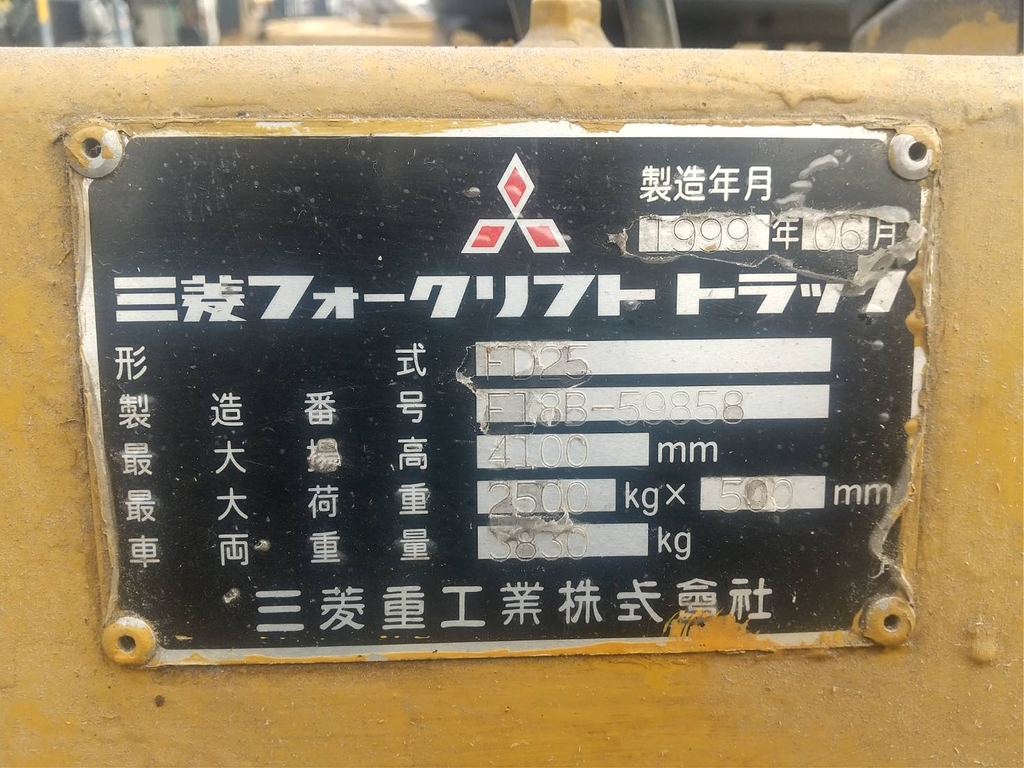 製造年月
1999年06月
三菱フォークリフトトラック
形式 FD25
製造番号 F18B-59858
最大揚高 4100 mm
最大荷重 2500 kg× 500 mm
車両重量 3830 kg
三菱重工業株式會社